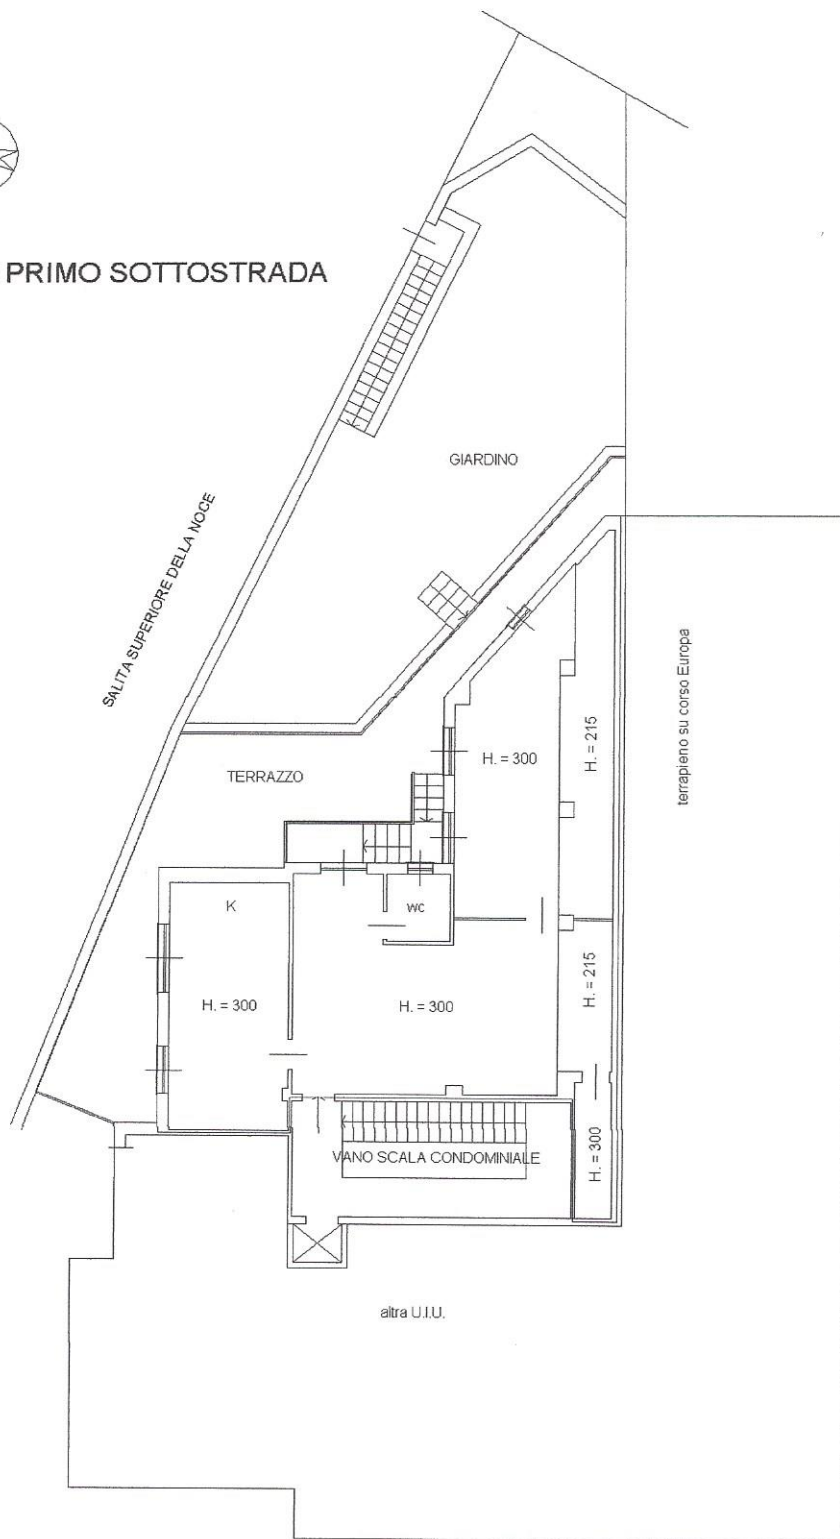 PRIMO SOTTOSTRADA
GIARDINO
SALITA SUPERIORE DELLA NOCE
terrapieno su corso Europa
H. = 300
H. = 215
TERRAZZO
K
wc
H. = 215
H. = 300
H. = 300
H. = 300
VANO SCALA CONDOMINIALE
altra U.I.U.